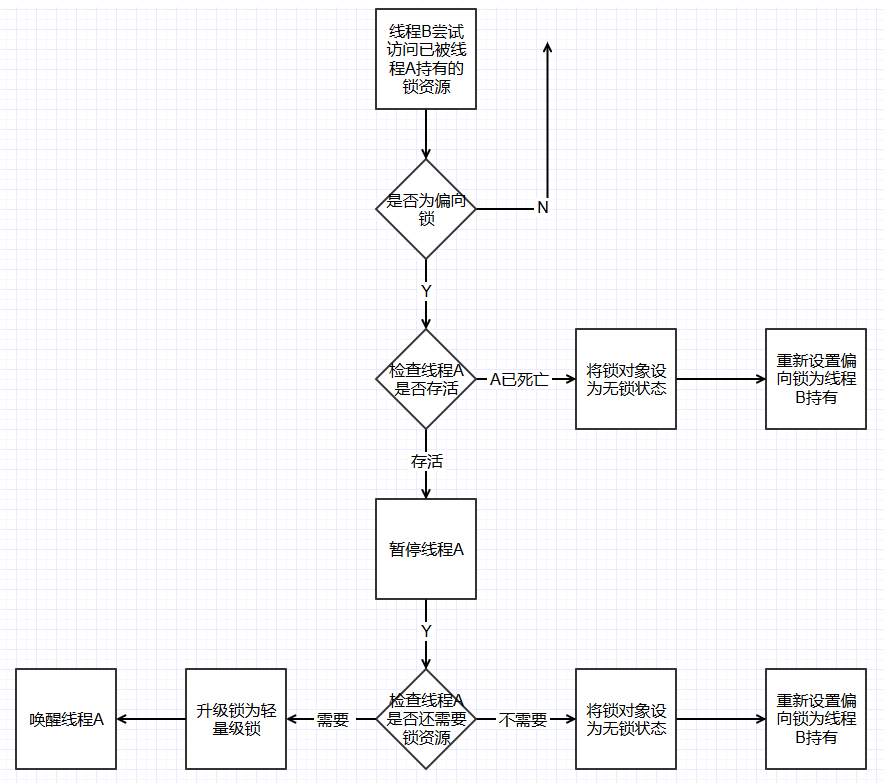 线程B尝试
访问已被线
程A持有的
锁资源
是否为偏向
锁
N
Y
检查线程A
是否存活
A已死亡
将锁对象设
为无锁状态
重新设置偏
向锁为线程
B持有
存活
暂停线程A
Y
唤醒线程A
升级锁为轻
量级锁
需要
检查线程A
是否还需要
锁资源
不需要
将锁对象设
为无锁状态
重新设置偏
向锁为线程
B持有